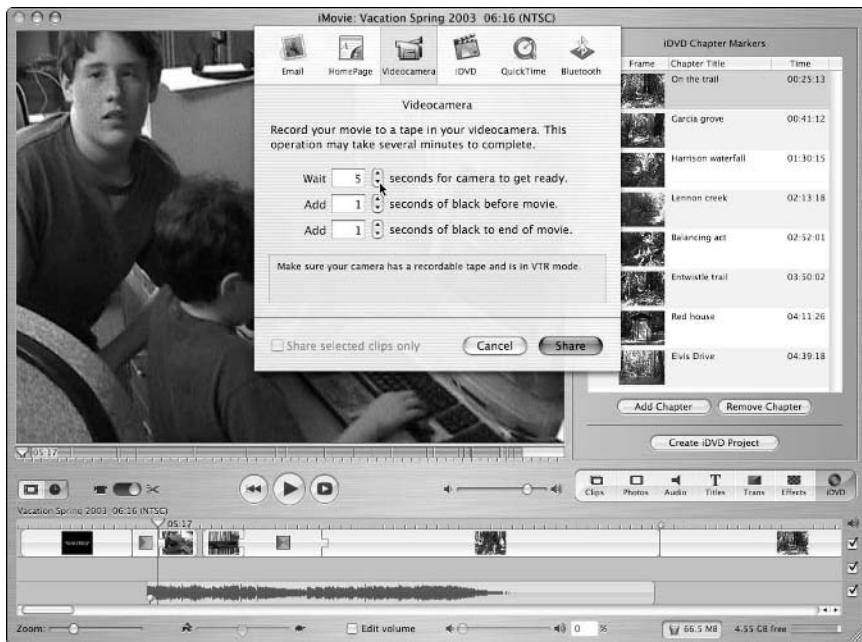 iMovie: Vacation Spring 2003 06:16 (NTSC)
Email HomePage Videocamera iDVD QuickTime Bluetooth
Videocamera
Record your movie to a tape in your videocamera. This
operation may take several minutes to complete.
Wait 5 seconds for camera to get ready.
Add 1 seconds of black before movie.
Add 1 seconds of black to end of movie.
Make sure your camera has a recordable tape and is in VTR mode.
Share selected clips only Cancel Share
iDVD Chapter Markers
Frame Chapter Title Time
On the trail 00:25:13
Garcia grove 00:41:12
Harrison waterfall 01:30:15
Lennon creek 02:13:18
Balancing act 02:52:01
Entwistle trail 03:50:02
Red house 04:11:26
Elvis Drive 04:39:18
Add Chapter Remove Chapter
Create iDVD Project
05:17
Clips Photos Audio Titles Trans Effects iDVD
Vacation Spring 2003 06:16 (NTSC)
05:17
Zoom: Edit volume 0 % 66.5 MB 4.55 GB free